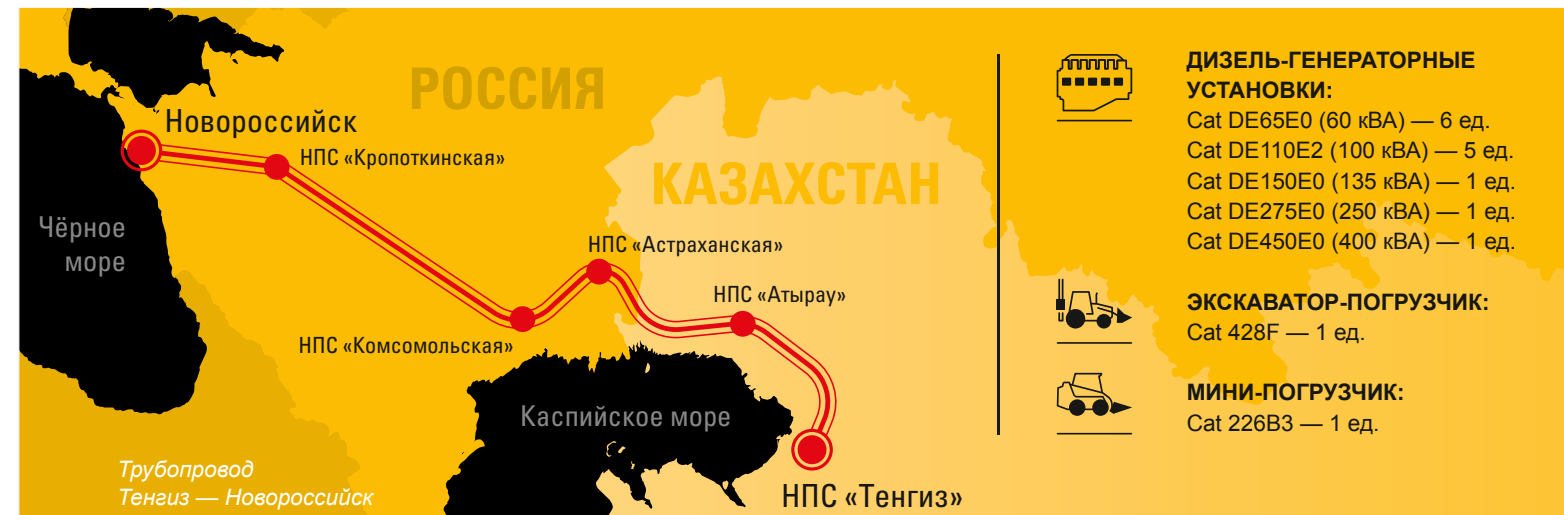 РОССИЯ
Новороссийск
НПС «Кропоткинская»
КАЗАХСТАН
Чёрное
море
НПС «Астраханская»
НПС «Атырау»
НПС «Комсомольская»
Каспийское море
Трубопровод
Тенгиз — Новороссийск
НПС «Тенгиз»
ДИЗЕЛЬ-ГЕНЕРАТОРНЫЕ
УСТАНОВКИ:
Cat DE65E0 (60 кВА) — 6 ед.
Cat DE110E2 (100 кВА) — 5 ед.
Cat DE150E0 (135 кВА) — 1 ед.
Cat DE275E0 (250 кВА) — 1 ед.
Cat DE450E0 (400 кВА) — 1 ед.
ЭКСКАВАТОР-ПОГРУЗЧИК:
Cat 428F — 1 ед.
МИНИ-ПОГРУЗЧИК:
Cat 226B3 — 1 ед.